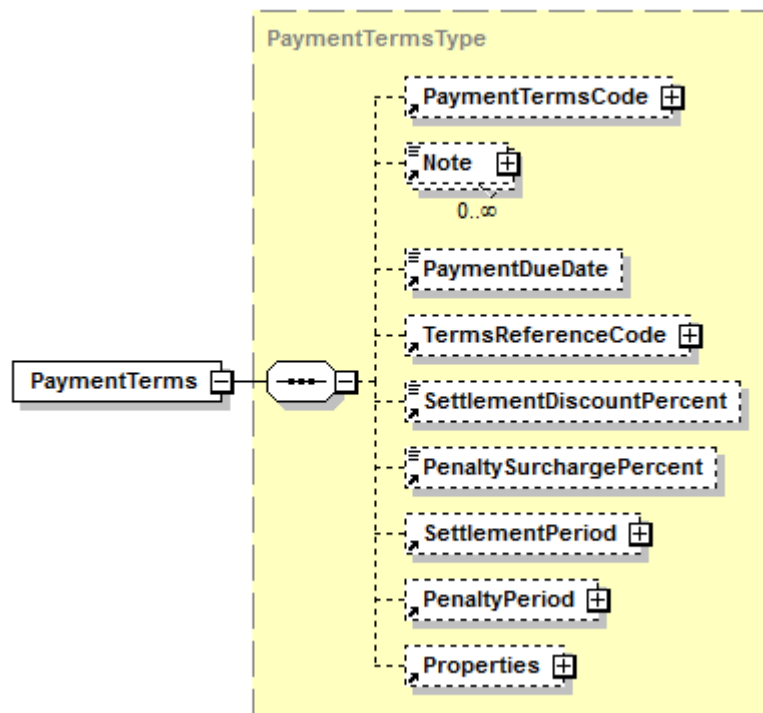 PaymentTermsType
PaymentTermsCode
Note
0..∞
PaymentDueDate
TermsReferenceCode
PaymentTerms
SettlementDiscountPercent
PenaltySurchargePercent
SettlementPeriod
PenaltyPeriod
Properties